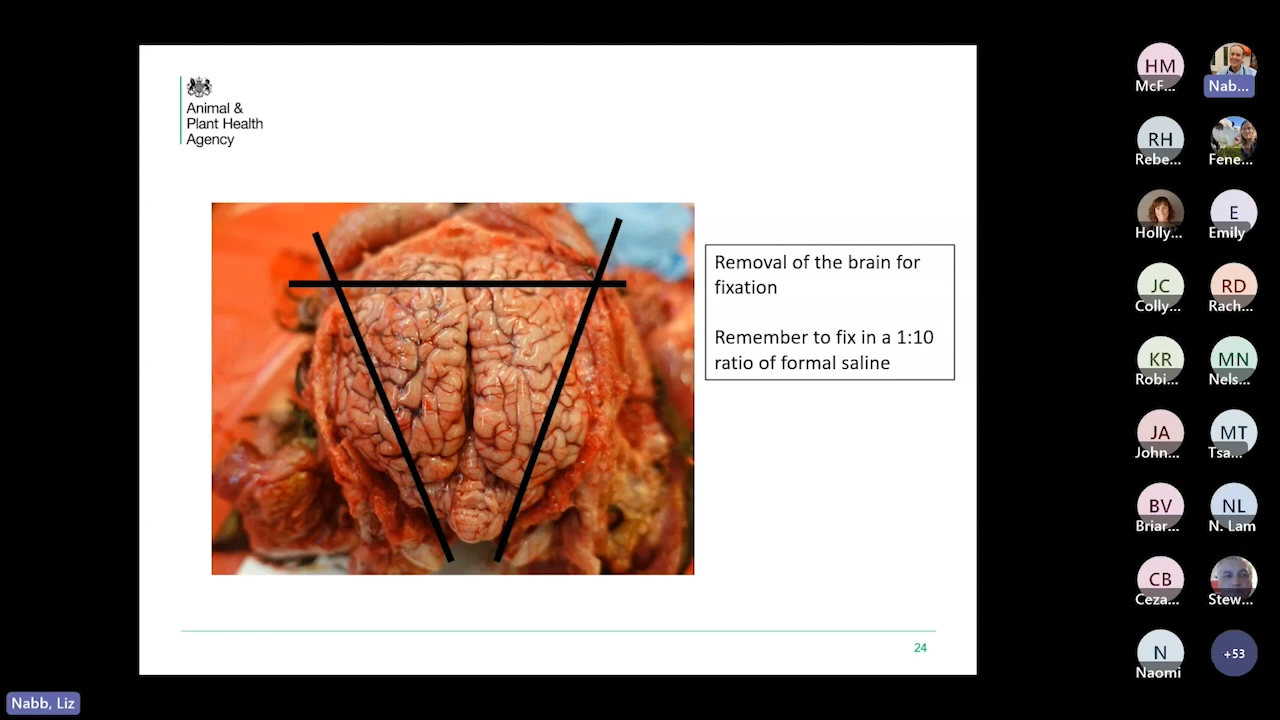 Animal &
Plant Health
Agency
Removal of the brain for
fixation
Remember to fix in a 1:10
ratio of formal saline
24
HM
McF...
Nab...
RH
Rebe...
Fene...
Holly...
E
Emily
JC
Colly...
RD
Rach...
KR
Robi...
MN
Nels...
JA
John...
MT
Tsa...
BV
Briar...
NL
N. Lam
CB
Ceza...
Stew...
N
Naomi
+53
Nabb, Liz